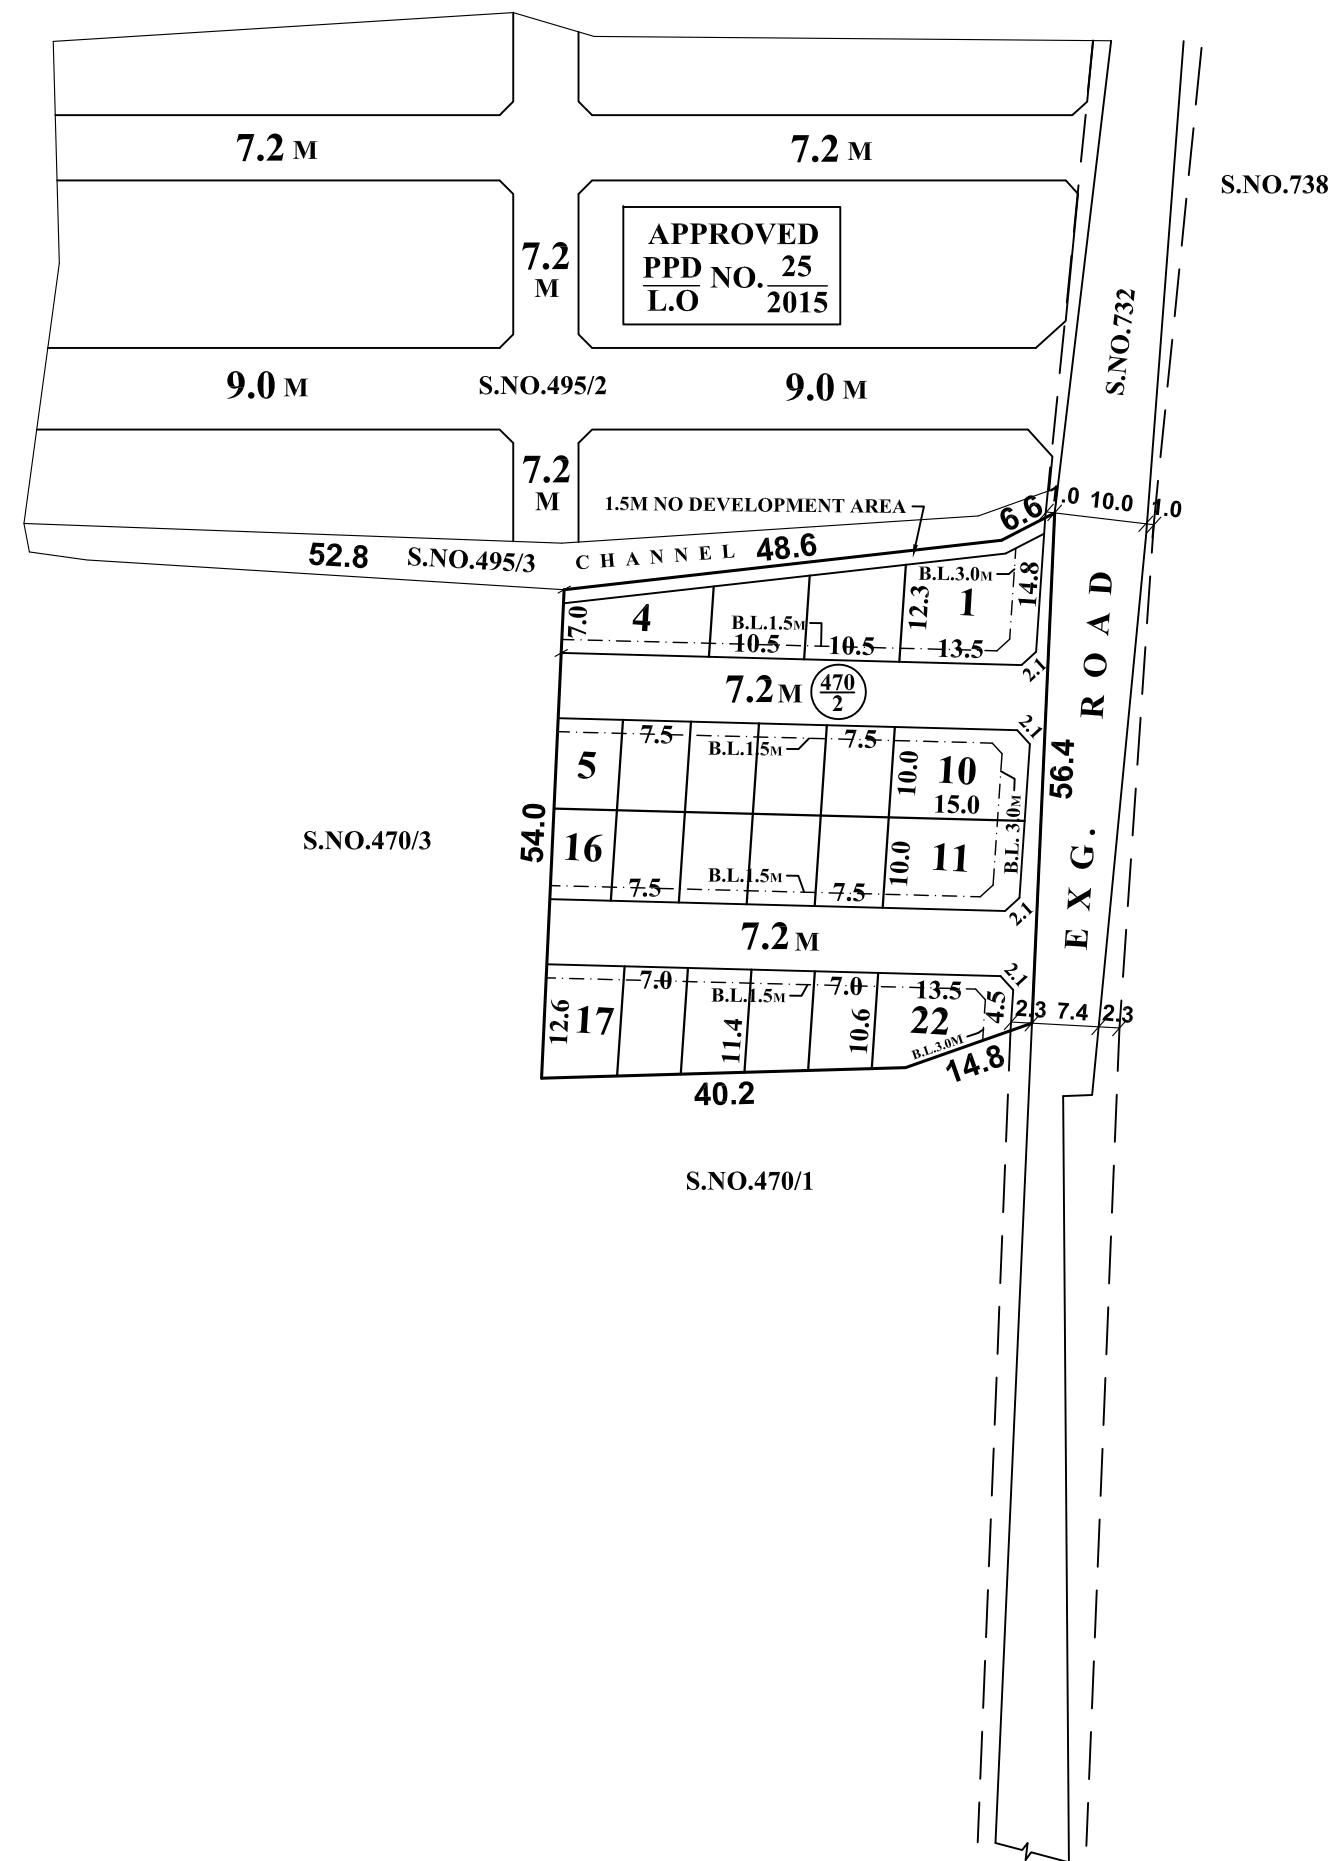 7.2 M
7.2 M
S.NO.738
APPROVED
PPD
L.O
NO. 25
2015
7.2
M
S.NO.732
9.0 M
S.NO.495/2
9.0 M
7.2
M
1.5M NO DEVELOPMENT AREA
6.6
1.0
10.0
1.0
52.8
S.NO.495/3
CHANNEL
48.6
B.L.3.0M
14.8
7.0
4
B.L.1.5M
12.3
1
10.5
10.5
13.5
2.1
7.2 M
470
2
EXG. ROAD
2.1
7.5
B.L.1.5M
7.5
5
10.0
10
15.0
B.L.3.0M
56.4
54.0
S.NO.470/3
16
10.0
11
B.L.1.5M
7.5
7.5
2.1
7.2 M
2.1
7.0
B.L.1.5M
7.0
13.5
4.5
12.6
17
11.4
10.6
22
B.L.3.0M
2.3
7.4
2.3
14.8
40.2
S.NO.470/1